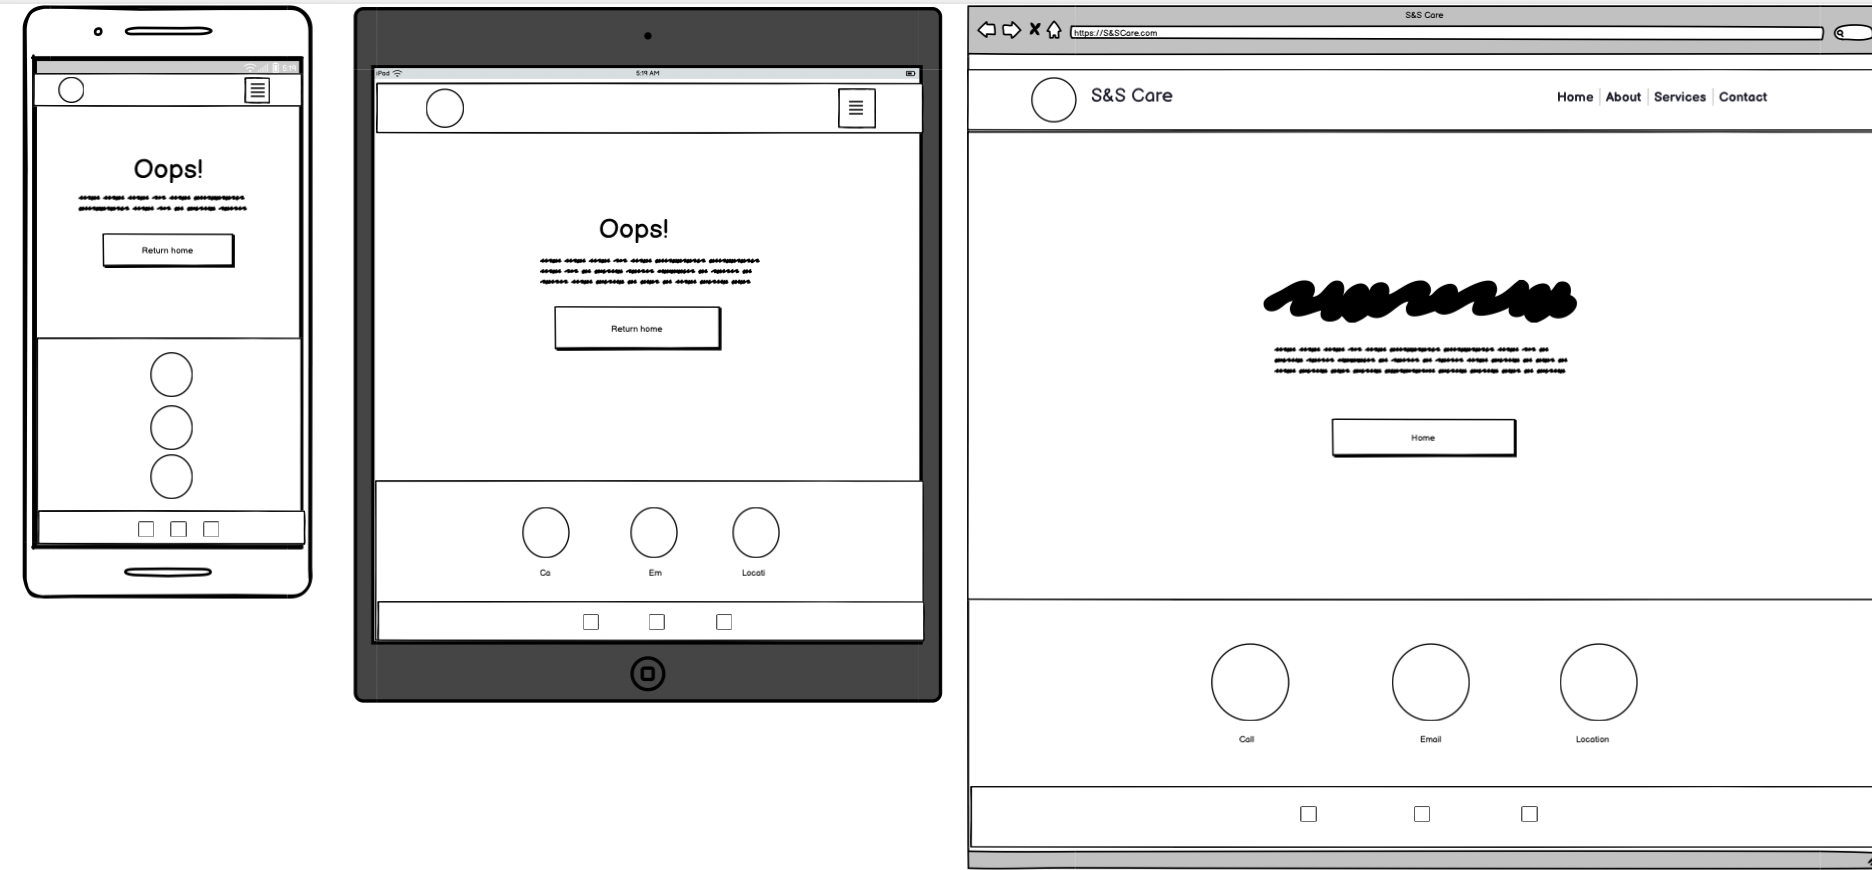 5:19
Oops!
Return home
iPad
5:19 AM
Oops!
Return home
Ca
Em
Locati
S&S Care
https://S&SCare.com
S&S Care
Home About Services Contact
Home
Call
Email
Location